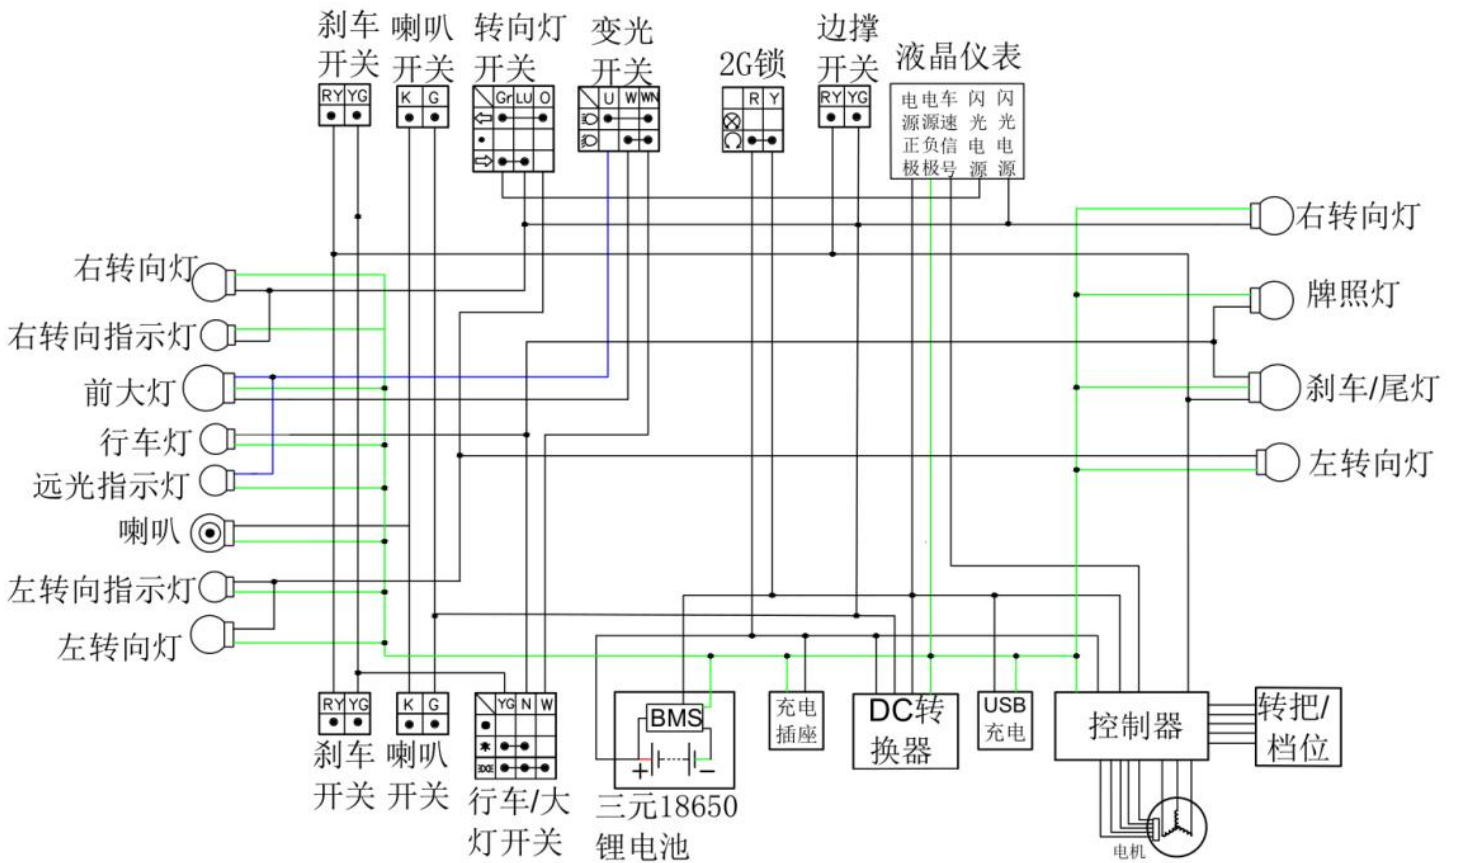 刹车
开关
喇叭
开关
转向灯
开关
变光
开关
2G锁
边撑
开关
液晶仪表
RY YG
K G
Gr LU O
U W WN
R Y
RY YG
电源正极
电源负极
车速信号
闪光电源
闪光电源
右转向灯
右转向指示灯
前大灯
行车灯
远光指示灯
喇叭
左转向指示灯
左转向灯
右转向灯
牌照灯
刹车/尾灯
左转向灯
RY YG
K G
YG N W
刹车
开关
喇叭
开关
行车/大
灯开关
BMS
+ −
三元18650
锂电池
充电
插座
DC转
换器
USB
充电
控制器
转把/
档位
电机